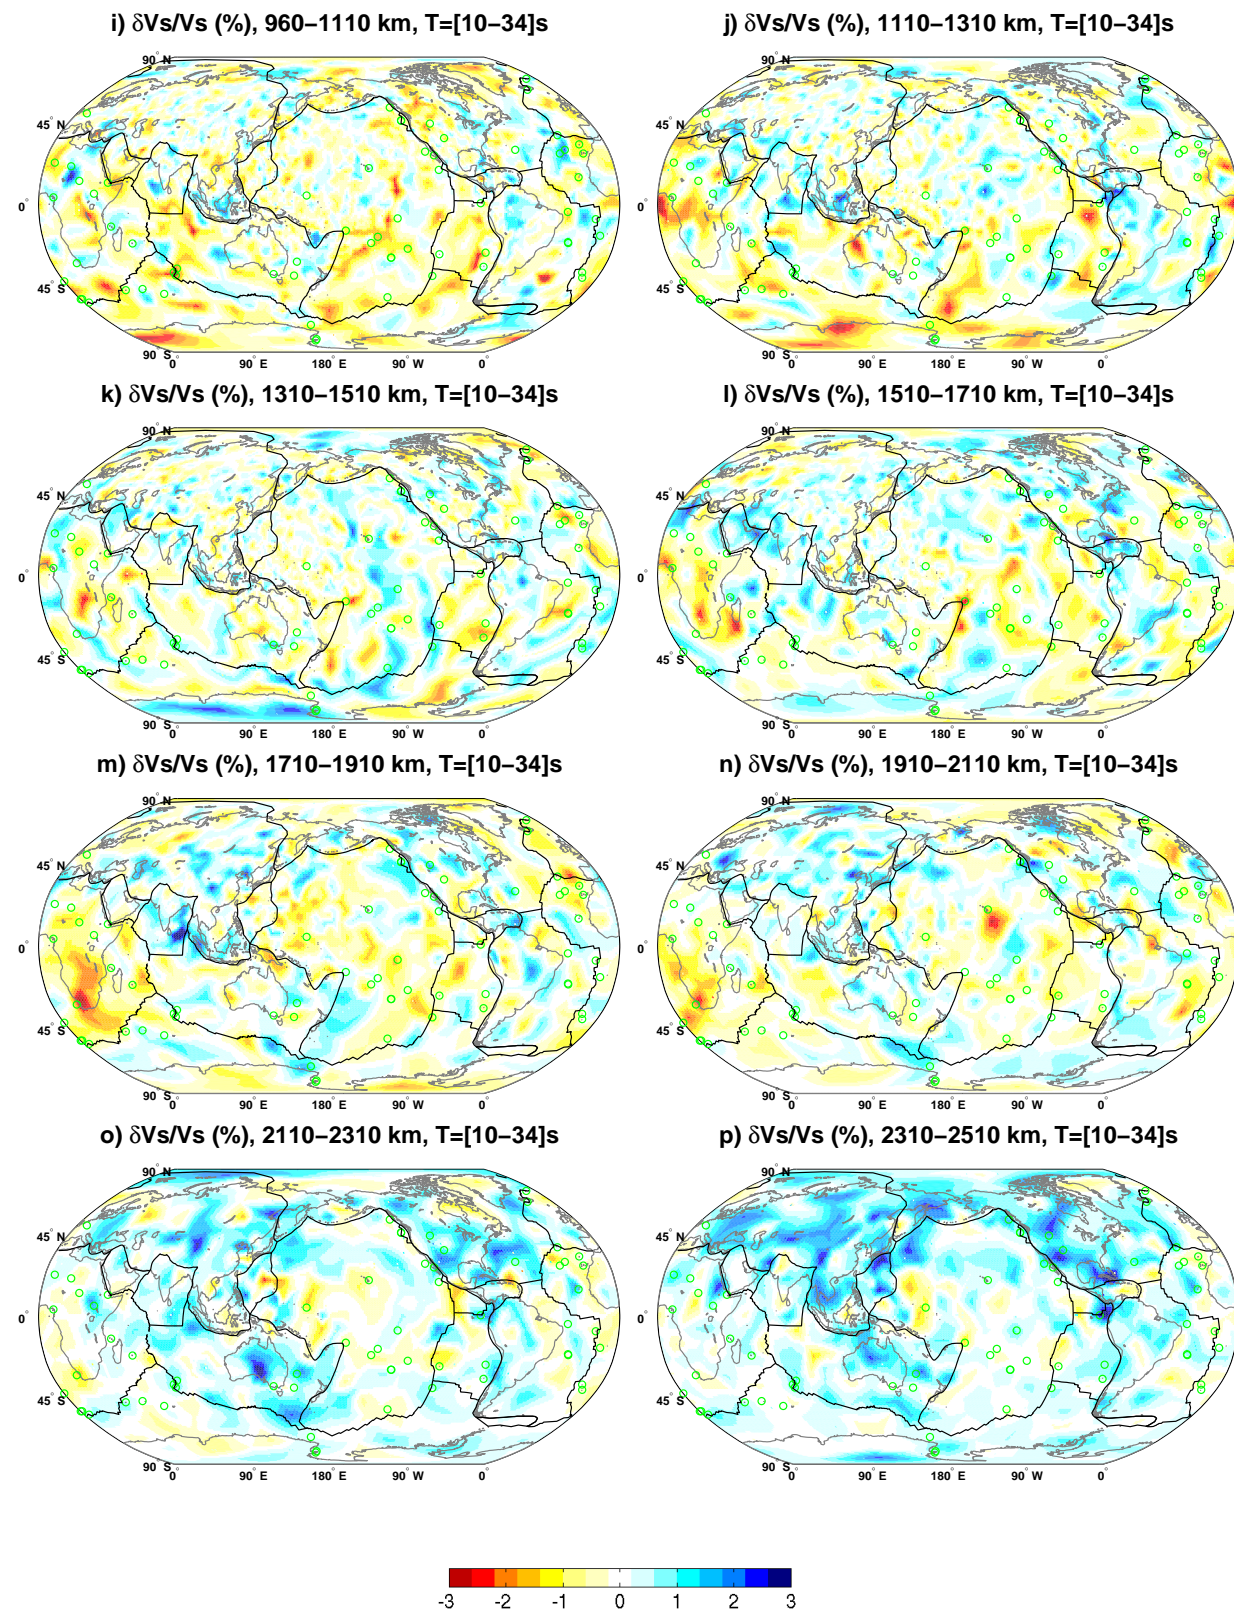 i) δVs/Vs (%), 960–1110 km, T=[10–34]s
j) δVs/Vs (%), 1110–1310 km, T=[10–34]s
90° N
90° N
45° N
45° N
0°
0°
45° S
45° S
90° S
90° S
0° 90° E 180° E 90° W 0°
0° 90° E 180° E 90° W 0°
k) δVs/Vs (%), 1310–1510 km, T=[10–34]s
l) δVs/Vs (%), 1510–1710 km, T=[10–34]s
90° N
90° N
45° N
45° N
0°
0°
45° S
45° S
90° S
90° S
0° 90° E 180° E 90° W 0°
0° 90° E 180° E 90° W 0°
m) δVs/Vs (%), 1710–1910 km, T=[10–34]s
n) δVs/Vs (%), 1910–2110 km, T=[10–34]s
90° N
90° N
45° N
45° N
0°
0°
45° S
45° S
90° S
90° S
0° 90° E 180° E 90° W 0°
0° 90° E 180° E 90° W 0°
o) δVs/Vs (%), 2110–2310 km, T=[10–34]s
p) δVs/Vs (%), 2310–2510 km, T=[10–34]s
90° N
90° N
45° N
45° N
0°
0°
45° S
45° S
90° S
90° S
0° 90° E 180° E 90° W 0°
0° 90° E 180° E 90° W 0°
-3 -2 -1 0 1 2 3